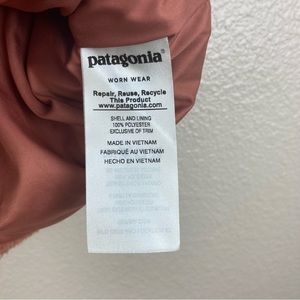 patagonia
WORN WEAR
Repair, Reuse, Recycle
This Product
www.patagonia.com
SHELL AND LINING
100% POLYESTER
EXCLUSIVE OF TRIM
MADE IN VIETNAM
FABRIQUÉ AU VIETNAM
HECHO EN VIETNAM